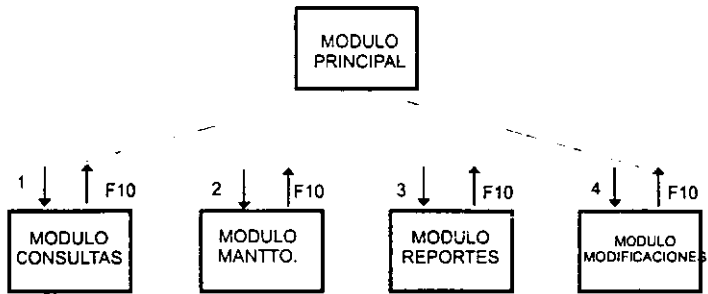 MODULO
PRINCIPAL
1 F10 2 F10 3 F10 4 F10
MODULO
CONSULTAS
MODULO
MANTTO.
MODULO
REPORTES
MODULO
MODIFICACIONES